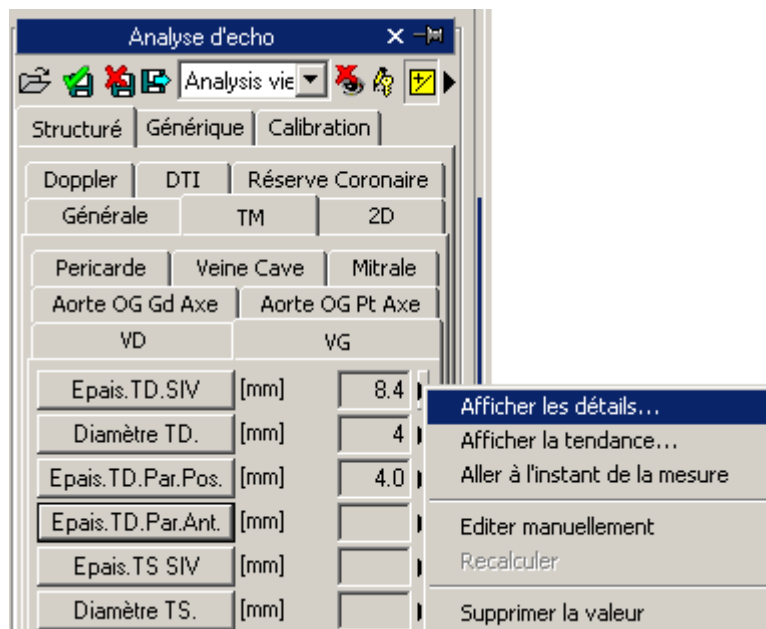 Analyse d'echo
Analysis vie
Structuré Générique Calibration
Doppler DTI Réserve Coronaire
Générale TM 2D
Pericarde Veine Cave Mitrale
Aorte OG Gd Axe Aorte OG Pt Axe
VD VG
Epais.TD.SIV [mm] 8.4
Diamètre TD. [mm] 4
Epais.TD.Par.Pos. [mm] 4.0
Epais.TD.Par.Ant. [mm]
Epais.TS SIV [mm]
Diamètre TS. [mm]
Afficher les détails...
Afficher la tendance...
Aller à l'instant de la mesure
Editer manuellement
Recalculer
Supprimer la valeur